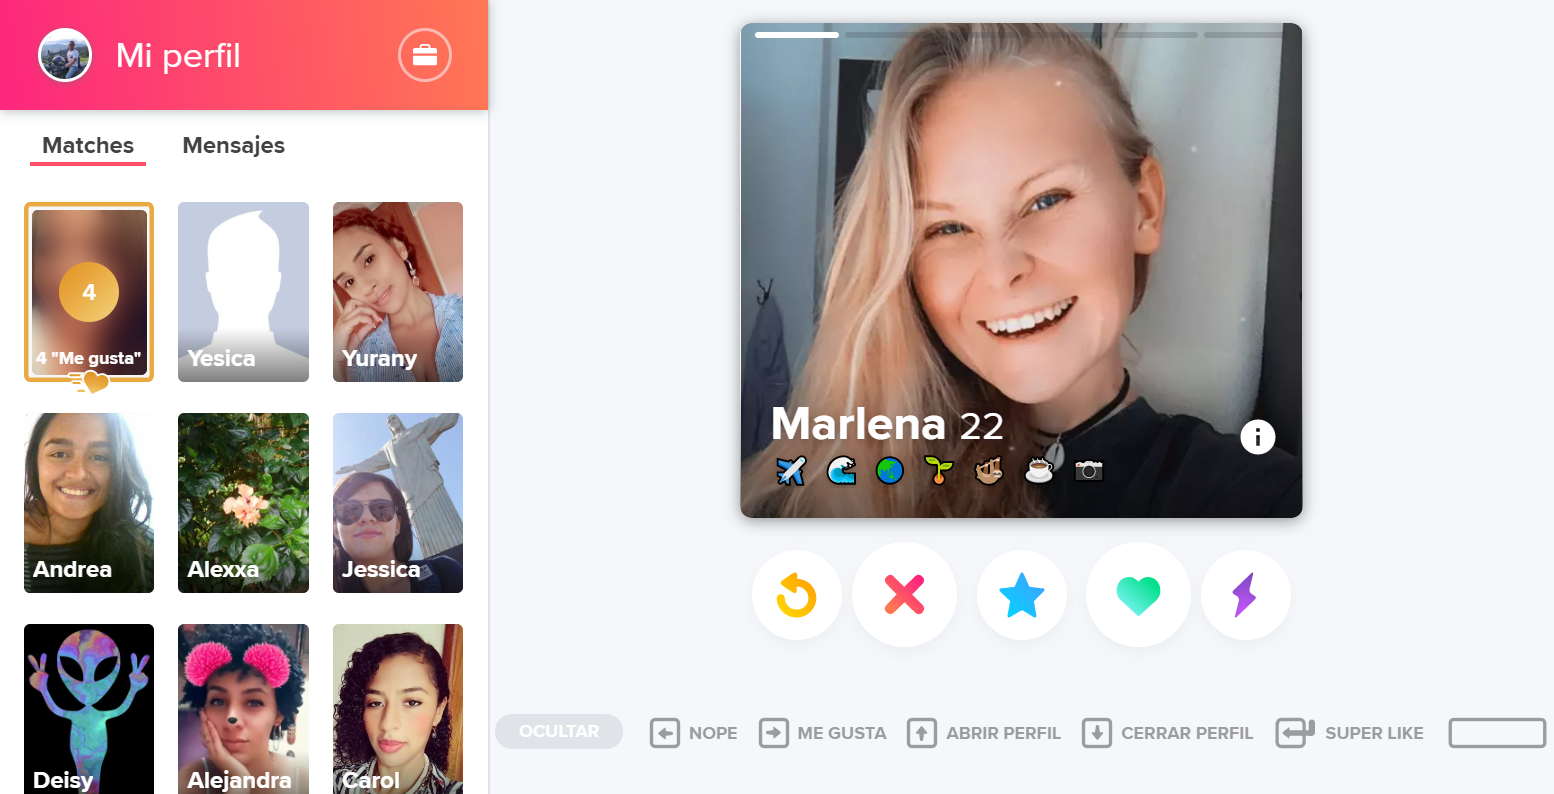 Mi perfil
Matches
Mensajes
4
4 "Me gusta"
Yesica
Yurany
Andrea
Alexxa
Jessica
Deisy
Alejandra
Carol
Marlena 22
OCULTAR
NOPE
ME GUSTA
ABRIR PERFIL
CERRAR PERFIL
SUPER LIKE